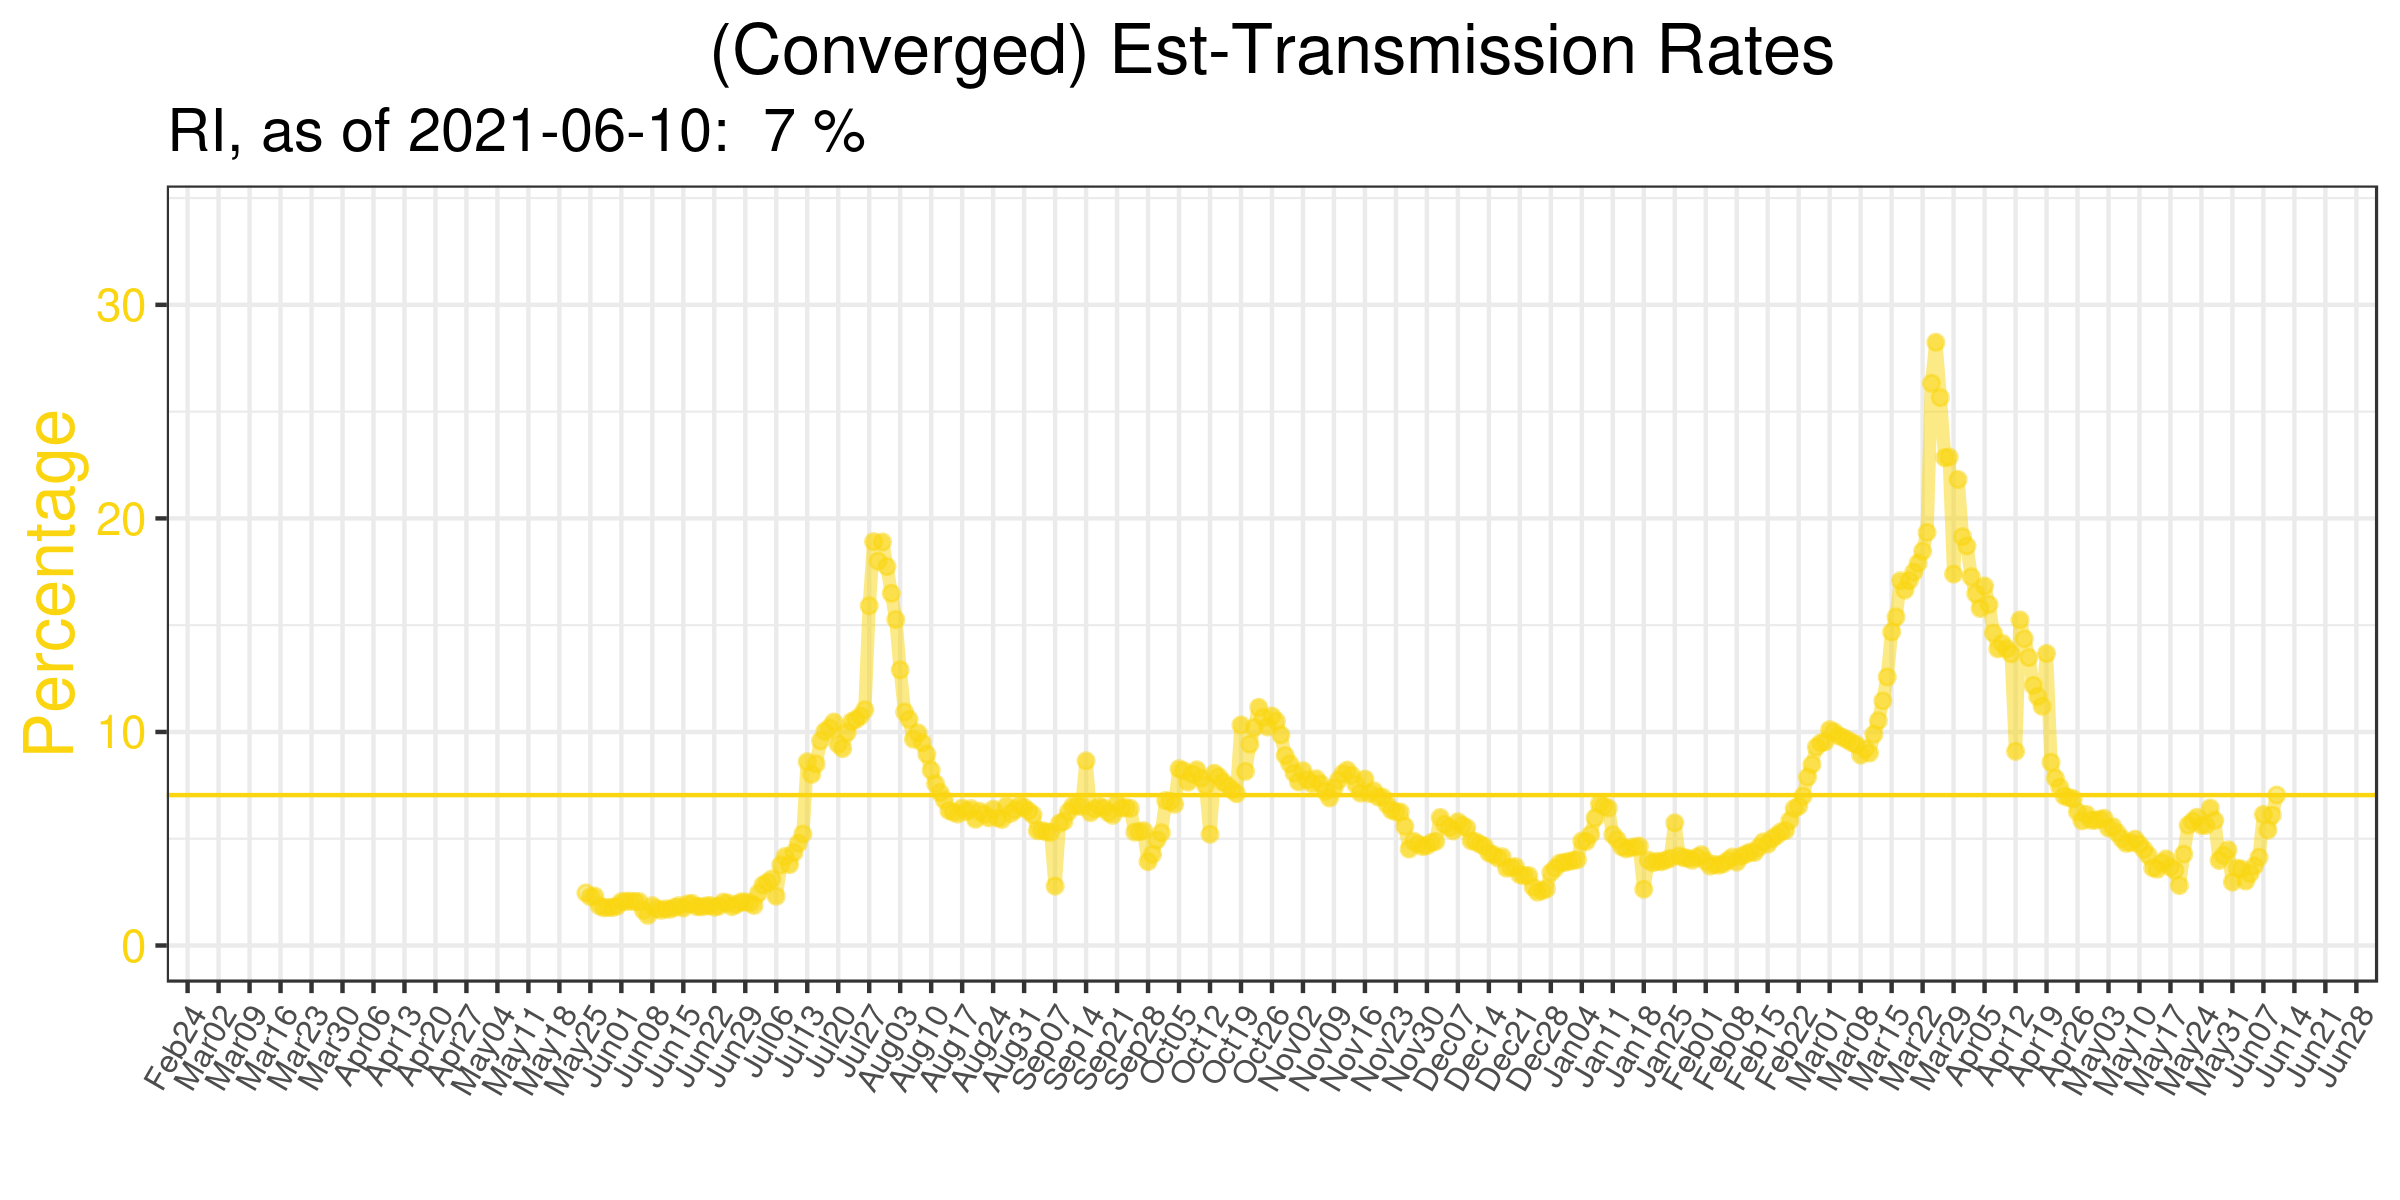 (Converged) Est-Transmission Rates
RI, as of 2021-06-10:  7 %
Percentage
30
20
10
0
Feb24
Mar02
Mar09
Mar16
Mar23
Mar30
Apr06
Apr13
Apr20
Apr27
May04
May11
May18
May25
Jun01
Jun08
Jun15
Jun22
Jun29
Jul06
Jul13
Jul20
Jul27
Aug03
Aug10
Aug17
Aug24
Aug31
Sep07
Sep14
Sep21
Sep28
Oct05
Oct12
Oct19
Oct26
Nov02
Nov09
Nov16
Nov23
Nov30
Dec07
Dec14
Dec21
Dec28
Jan04
Jan11
Jan18
Jan25
Feb01
Feb08
Feb15
Feb22
Mar01
Mar08
Mar15
Mar22
Mar29
Apr05
Apr12
Apr19
Apr26
May03
May10
May17
May24
May31
Jun07
Jun14
Jun21
Jun28